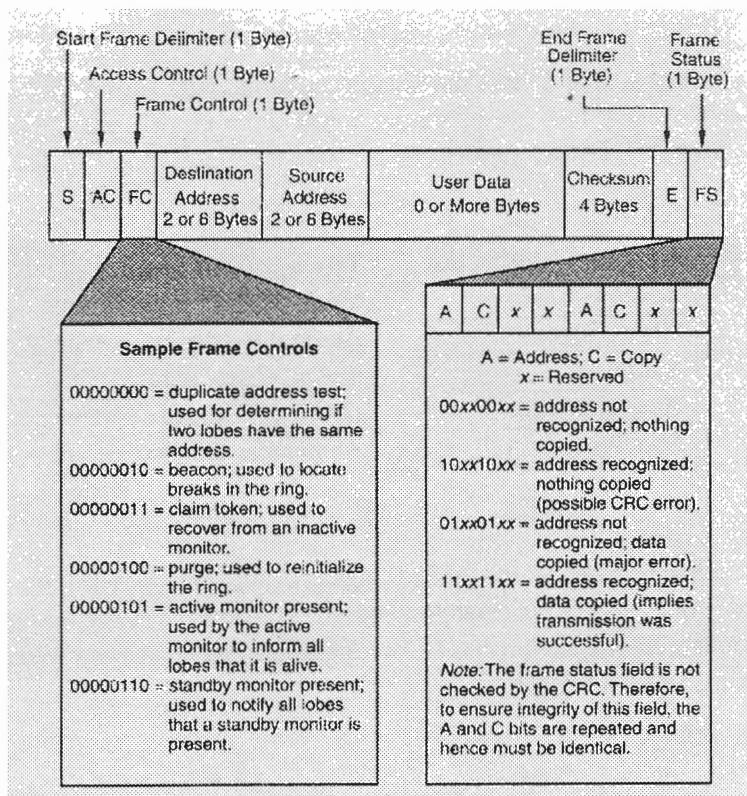 Start Frame Delimiter (1 Byte)
Access Control (1 Byte)
Frame Control (1 Byte)
End Frame
Delimiter
(1 Byte)
Frame
Status
(1 Byte)
S
AC
FC
Destination
Address
2 or 6 Bytes
Source
Address
2 or 6 Bytes
User Data
0 or More Bytes
Checksum
4 Bytes
E
FS
Sample Frame Controls
00000000 = duplicate address test;
used for determining if
two lobes have the same
address.
00000010 = beacon; used to locate
breaks in the ring.
00000011 = claim token; used to
recover from an inactive
monitor.
00000100 = purge; used to reinitialize
the ring.
00000101 = active monitor present;
used by the active
monitor to inform all
lobes that it is alive.
00000110 = standby monitor present;
used to notify all lobes
that a standby monitor is
present.
A C x x A C x x
A = Address; C = Copy
x = Reserved
00xx00xx = address not
recognized; nothing
copied.
10xx10xx = address recognized;
nothing copied
(possible CRC error).
01xx01xx = address not
recognized; data
copied (major error).
11xx11xx = address recognized;
data copied (implies
transmission was
successful).
Note: The frame status field is not
checked by the CRC. Therefore,
to ensure integrity of this field, the
A and C bits are repeated and
hence must be identical.